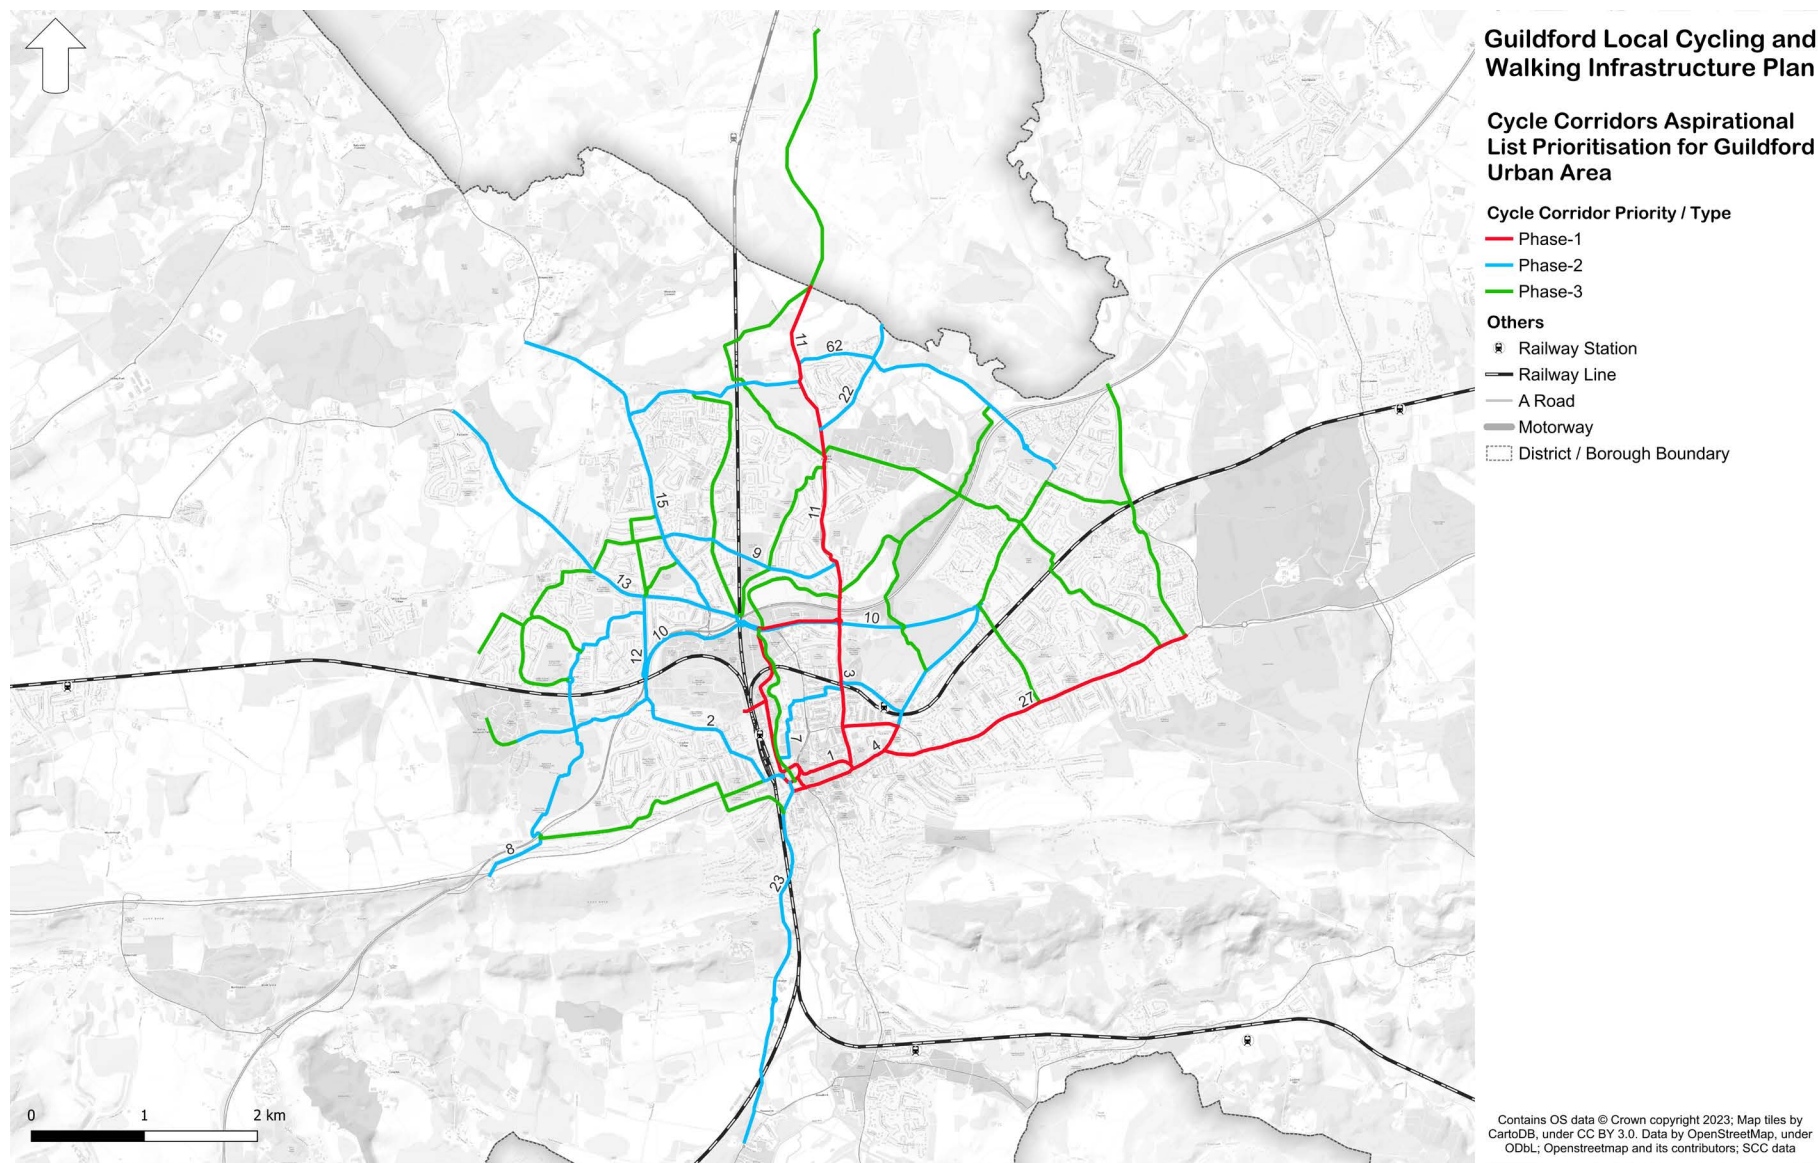 Guildford Local Cycling and
Walking Infrastructure Plan
Cycle Corridors Aspirational
List Prioritisation for Guildford
Urban Area
Cycle Corridor Priority / Type
Phase-1
Phase-2
Phase-3
Others
Railway Station
Railway Line
A Road
Motorway
District / Borough Boundary
11
62
22
15
11
9
13
10
10
12
3
27
2
7
1
4
8
23
0 1 2 km
Contains OS data © Crown copyright 2023; Map tiles by
CartoDB, under CC BY 3.0. Data by OpenStreetMap, under
ODbL; Openstreetmap and its contributors; SCC data